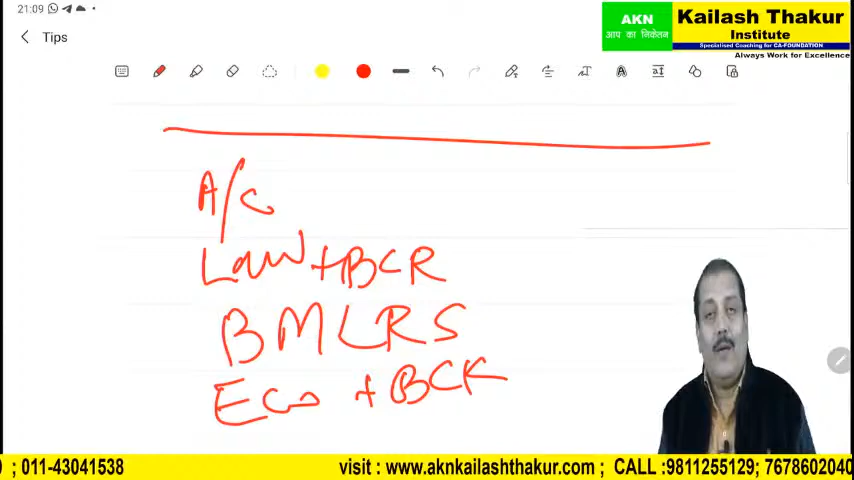 21:09
Tips
AKN
आप का निकेतन
Kailash Thakur
Institute
Specialised Coaching for CA-FOUNDATION
Always Work for Excellence
A/C
Law + BCR
BMLRS
Eco + BCK
; 011-43041538 visit : www.aknkailashthakur.com ; CALL :9811255129; 7678602040